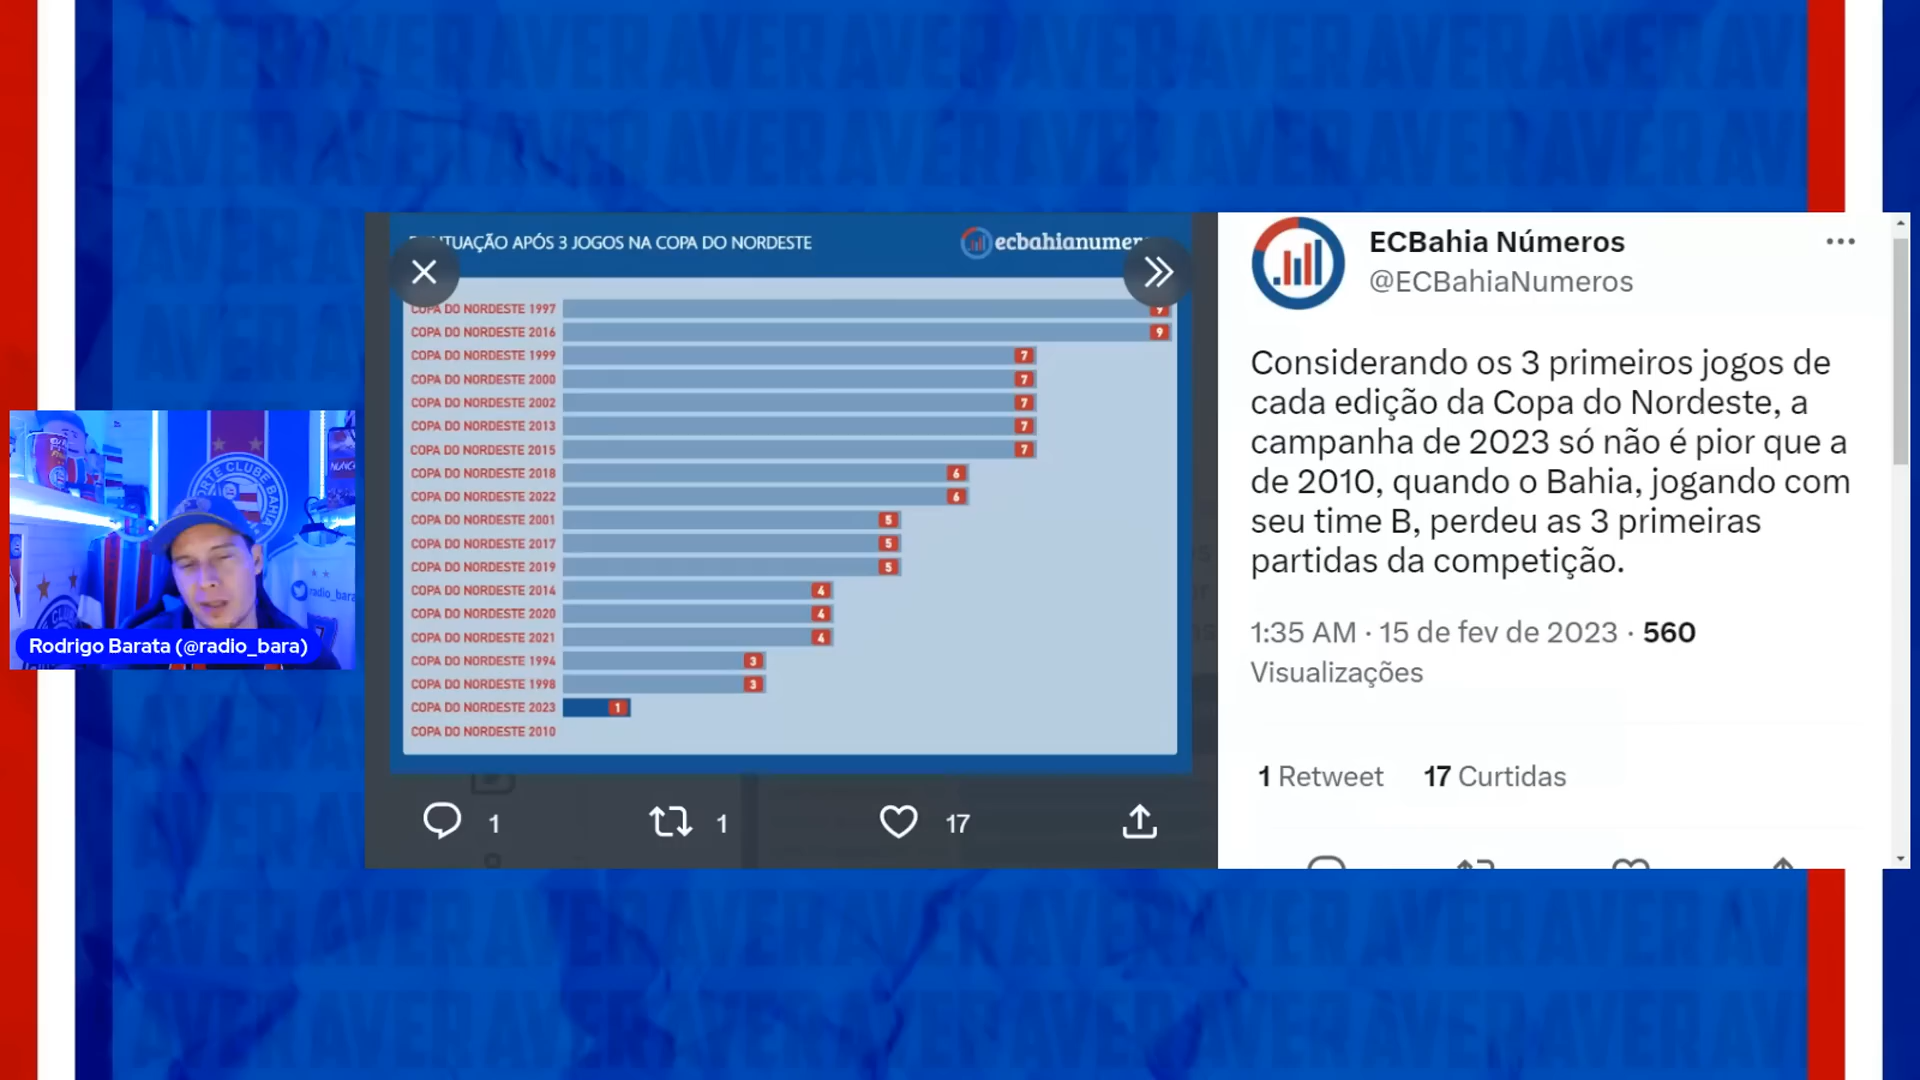 TUAÇÃO APÓS 3 JOGOS NA COPA DO NORDESTE
ecbahianumer
COPA DO NORDESTE 1997 9
COPA DO NORDESTE 2016 9
COPA DO NORDESTE 1999 7
COPA DO NORDESTE 2000 7
COPA DO NORDESTE 2002 7
COPA DO NORDESTE 2013 7
COPA DO NORDESTE 2015 7
COPA DO NORDESTE 2018 6
COPA DO NORDESTE 2022 6
COPA DO NORDESTE 2001 5
COPA DO NORDESTE 2017 5
COPA DO NORDESTE 2019 5
COPA DO NORDESTE 2014 4
COPA DO NORDESTE 2020 4
COPA DO NORDESTE 2021 4
COPA DO NORDESTE 1994 3
COPA DO NORDESTE 1998 3
COPA DO NORDESTE 2023 1
COPA DO NORDESTE 2010
1 1 17
ECBahia Números
@ECBahiaNumeros
Considerando os 3 primeiros jogos de
cada edição da Copa do Nordeste, a
campanha de 2023 só não é pior que a
de 2010, quando o Bahia, jogando com
seu time B, perdeu as 3 primeiras
partidas da competição.
1:35 AM · 15 de fev de 2023 · 560
Visualizações
1 Retweet 17 Curtidas
Rodrigo Barata (@radio_bara)
radio_bara